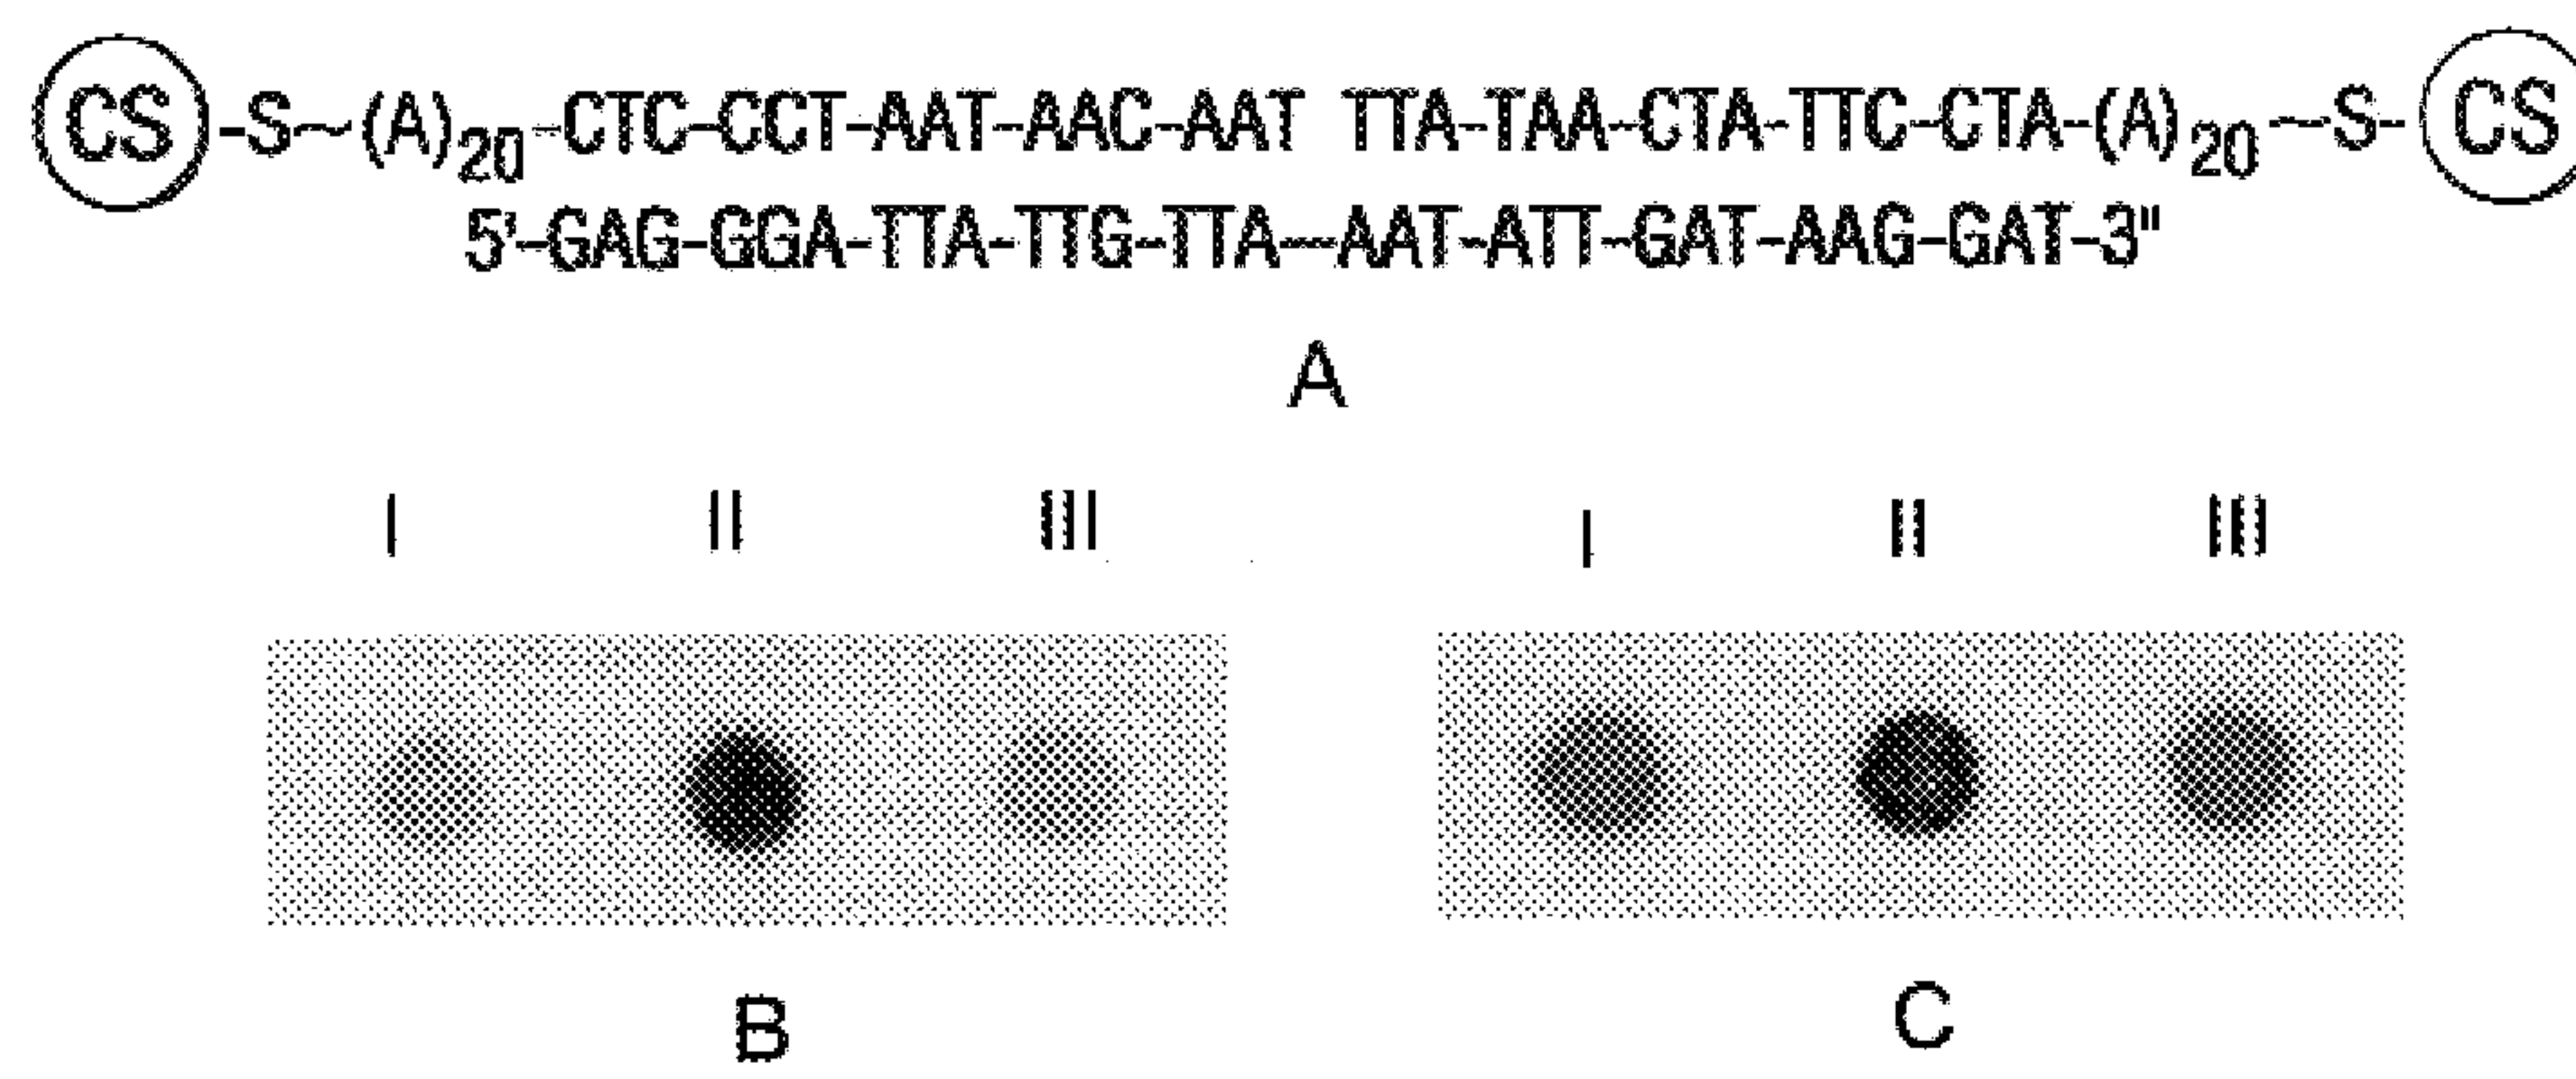 CS -S~(A)20-CTC-CCT-AAT-AAC-AAT TTA-TAA-CTA-TTC-CTA-(A)20~S- CS
5'-GAG-GGA-TTA-TTG-TTA---AAT-ATT-GAT-AAG-GAT-3"
A
I II III I II III
B C